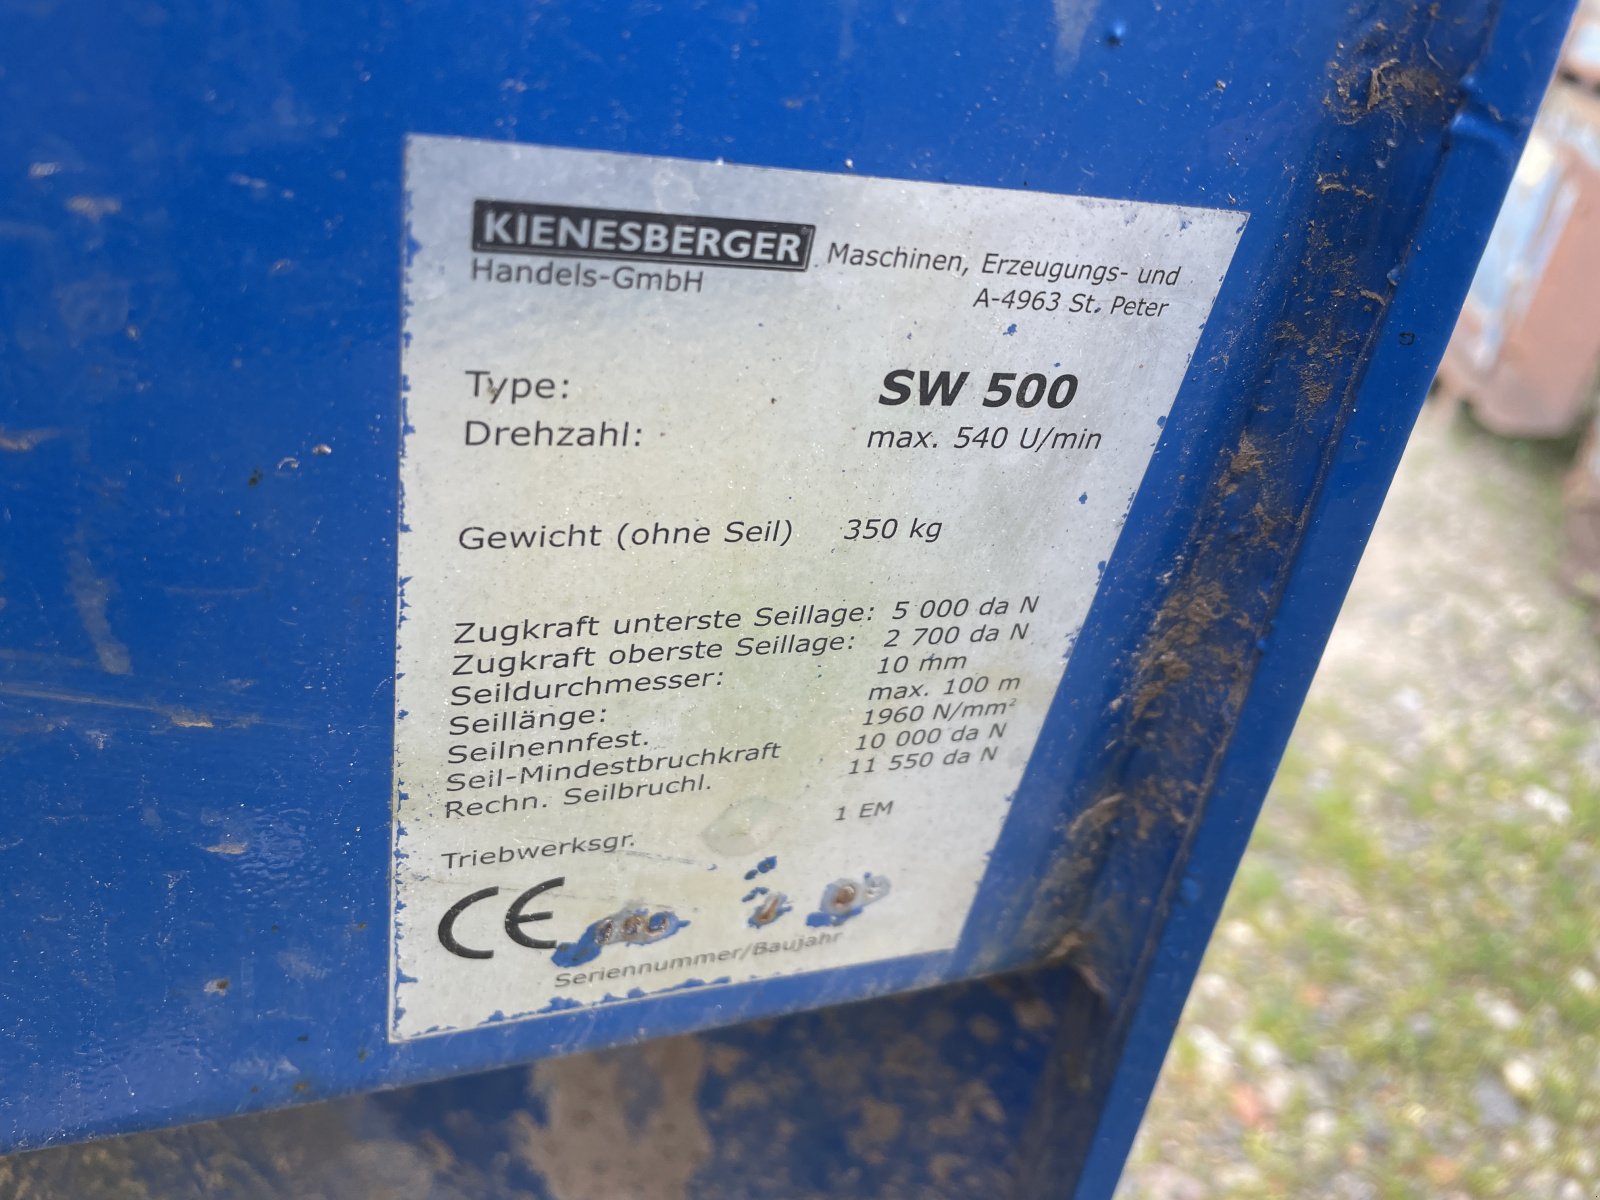 KIENESBERGER Maschinen, Erzeugungs- und
Handels-GmbH A-4963 St. Peter
Type: SW 500
Drehzahl: max. 540 U/min
Gewicht (ohne Seil) 350 kg
Zugkraft unterste Seillage: 5 000 da N
Zugkraft oberste Seillage: 2 700 da N
Seildurchmesser: 10 mm
Seillänge: max. 100 m
Seilnennfest. 1960 N/mm²
Seil-Mindestbruchkraft 10 000 da N
Rechn. Seilbruchl. 11 550 da N
Triebwerksgr. 1 EM
CE
Seriennummer/Baujahr